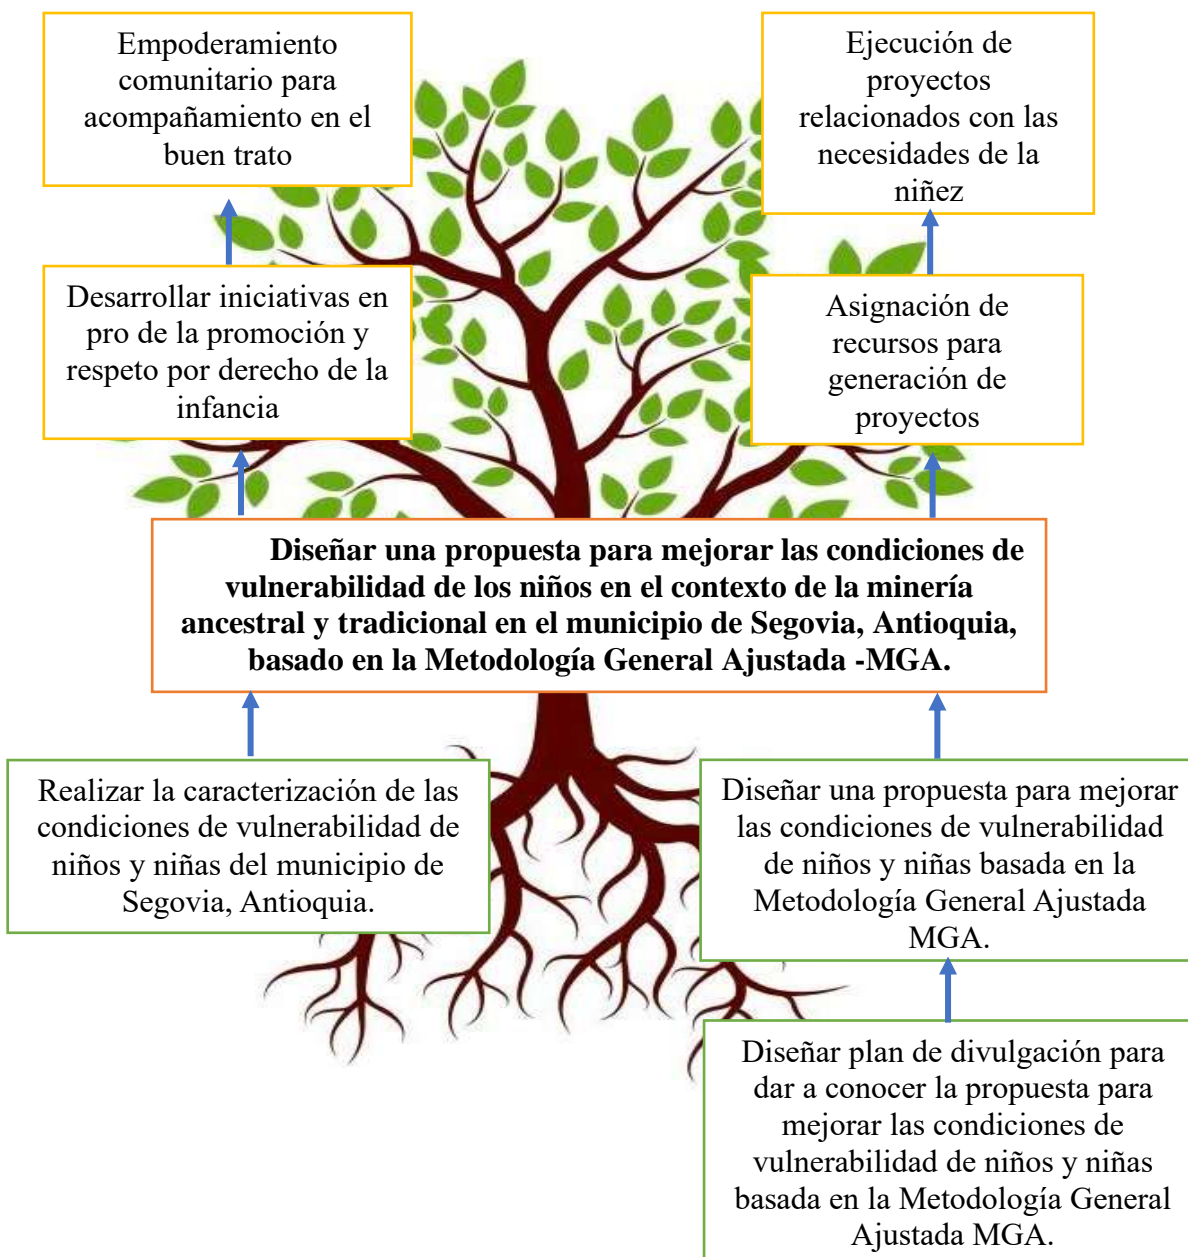 Empoderamiento
comunitario para
acompañamiento en el
buen trato
Ejecución de
proyectos
relacionados con las
necesidades de la
niñez
Desarrollar iniciativas en
pro de la promoción y
respeto por derecho de la
infancia
Asignación de
recursos para
generación de
proyectos
Diseñar una propuesta para mejorar las condiciones de
vulnerabilidad de los niños en el contexto de la minería
ancestral y tradicional en el municipio de Segovia, Antioquia,
basado en la Metodología General Ajustada -MGA.
Realizar la caracterización de las
condiciones de vulnerabilidad de
niños y niñas del municipio de
Segovia, Antioquia.
Diseñar una propuesta para mejorar
las condiciones de vulnerabilidad
de niños y niñas basada en la
Metodología General Ajustada
MGA.
Diseñar plan de divulgación para
dar a conocer la propuesta para
mejorar las condiciones de
vulnerabilidad de niños y niñas
basada en la Metodología General
Ajustada MGA.